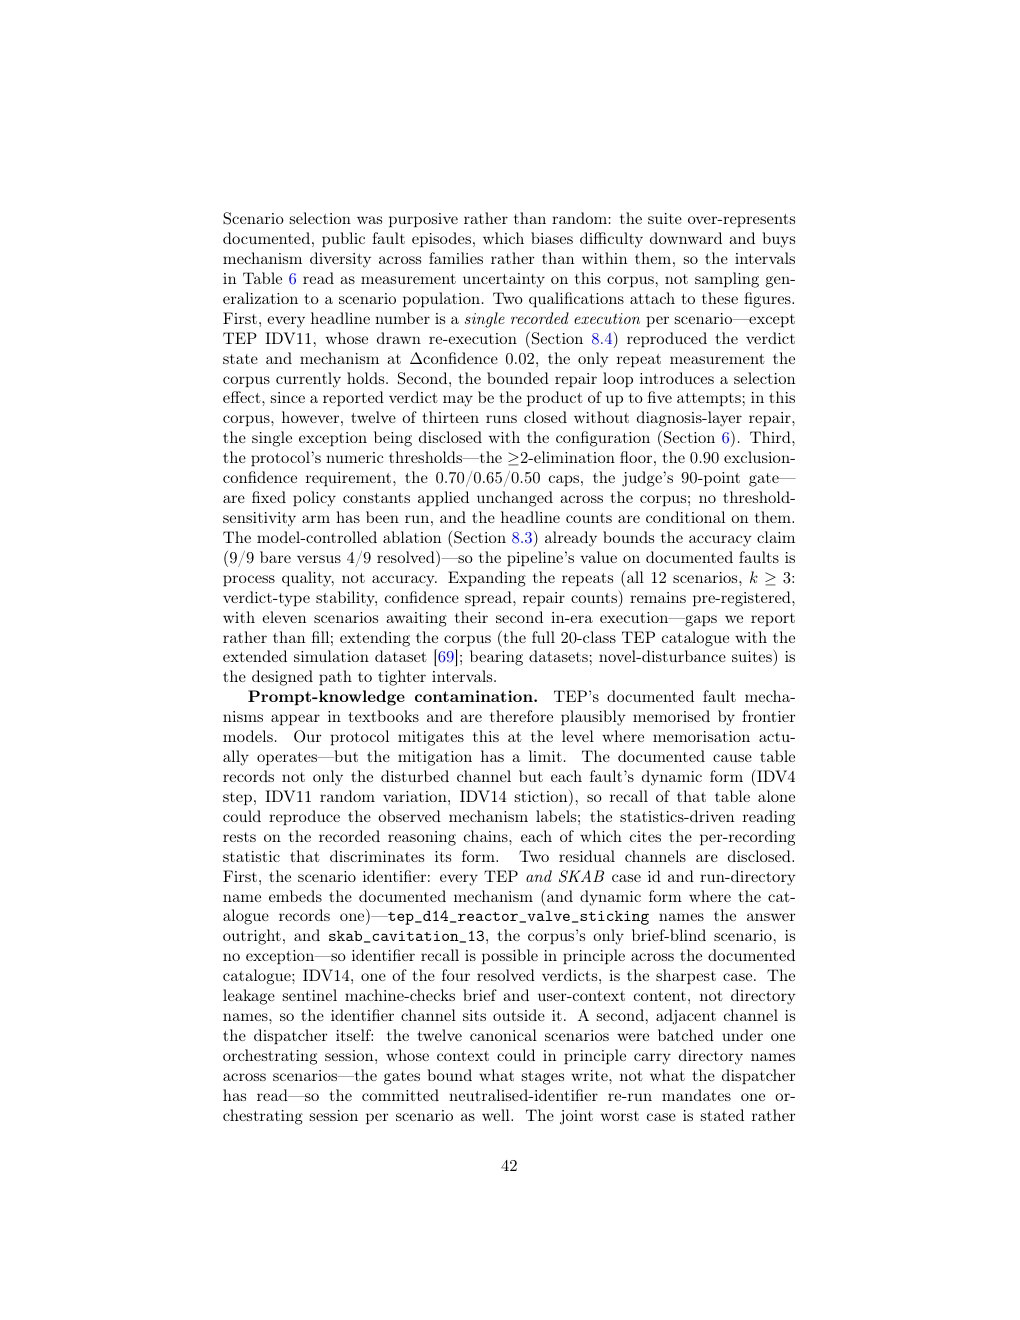 Scenario selection was purposive rather than random: the suite over-represents
documented, public fault episodes, which biases difficulty downward and buys
mechanism diversity across families rather than within them, so the intervals
in Table 6 read as measurement uncertainty on this corpus, not sampling gen-
eralization to a scenario population. Two qualifications attach to these figures.
First, every headline number is a single recorded execution per scenario—except
TEP IDV11, whose drawn re-execution (Section 8.4) reproduced the verdict
state and mechanism at Δconfidence 0.02, the only repeat measurement the
corpus currently holds. Second, the bounded repair loop introduces a selection
effect, since a reported verdict may be the product of up to five attempts; in this
corpus, however, twelve of thirteen runs closed without diagnosis-layer repair,
the single exception being disclosed with the configuration (Section 6). Third,
the protocol's numeric thresholds—the ≥2-elimination floor, the 0.90 exclusion-
confidence requirement, the 0.70/0.65/0.50 caps, the judge's 90-point gate—
are fixed policy constants applied unchanged across the corpus; no threshold-
sensitivity arm has been run, and the headline counts are conditional on them.
The model-controlled ablation (Section 8.3) already bounds the accuracy claim
(9/9 bare versus 4/9 resolved)—so the pipeline's value on documented faults is
process quality, not accuracy. Expanding the repeats (all 12 scenarios, k ≥ 3:
verdict-type stability, confidence spread, repair counts) remains pre-registered,
with eleven scenarios awaiting their second in-era execution—gaps we report
rather than fill; extending the corpus (the full 20-class TEP catalogue with the
extended simulation dataset [69]; bearing datasets; novel-disturbance suites) is
the designed path to tighter intervals.
Prompt-knowledge contamination. TEP's documented fault mecha-
nisms appear in textbooks and are therefore plausibly memorised by frontier
models. Our protocol mitigates this at the level where memorisation actu-
ally operates—but the mitigation has a limit. The documented cause table
records not only the disturbed channel but each fault's dynamic form (IDV4
step, IDV11 random variation, IDV14 stiction), so recall of that table alone
could reproduce the observed mechanism labels; the statistics-driven reading
rests on the recorded reasoning chains, each of which cites the per-recording
statistic that discriminates its form. Two residual channels are disclosed.
First, the scenario identifier: every TEP and SKAB case id and run-directory
name embeds the documented mechanism (and dynamic form where the cat-
alogue records one)—tep_d14_reactor_valve_sticking names the answer
outright, and skab_cavitation_13, the corpus's only brief-blind scenario, is
no exception—so identifier recall is possible in principle across the documented
catalogue; IDV14, one of the four resolved verdicts, is the sharpest case. The
leakage sentinel machine-checks brief and user-context content, not directory
names, so the identifier channel sits outside it. A second, adjacent channel is
the dispatcher itself: the twelve canonical scenarios were batched under one
orchestrating session, whose context could in principle carry directory names
across scenarios—the gates bound what stages write, not what the dispatcher
has read—so the committed neutralised-identifier re-run mandates one or-
chestrating session per scenario as well. The joint worst case is stated rather
42